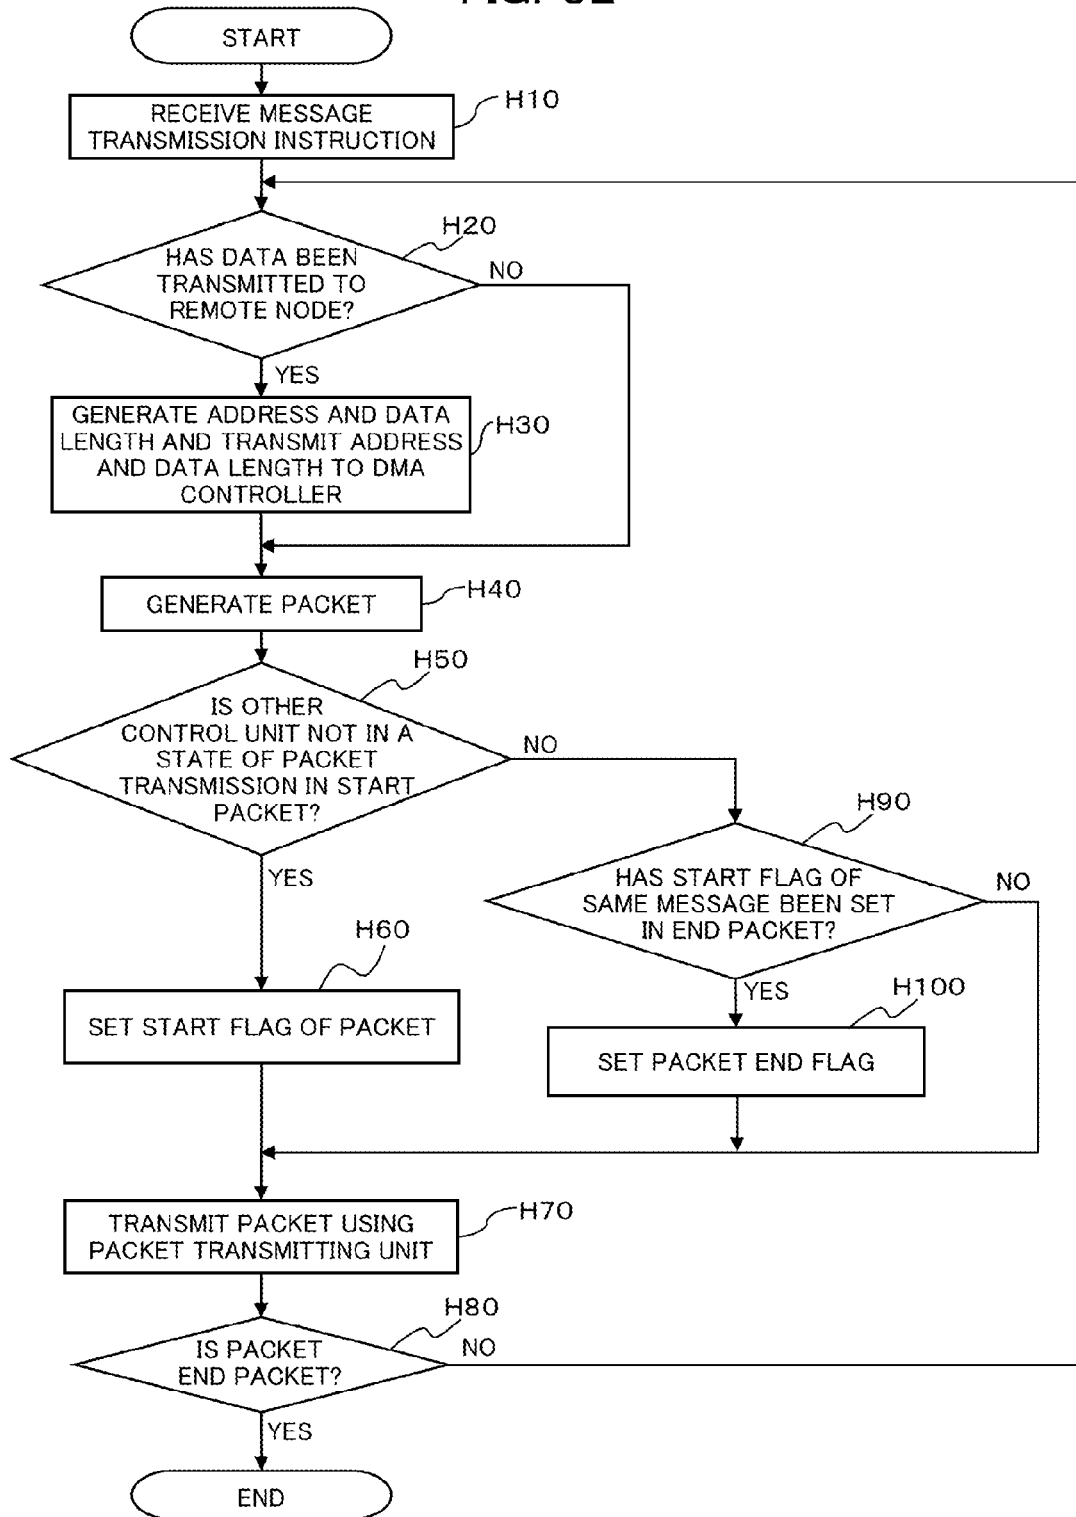 START
RECEIVE MESSAGE
TRANSMISSION INSTRUCTION
H10
HAS DATA BEEN
TRANSMITTED TO
REMOTE NODE?
H20
NO
YES
GENERATE ADDRESS AND DATA
LENGTH AND TRANSMIT ADDRESS
AND DATA LENGTH TO DMA
CONTROLLER
H30
GENERATE PACKET
H40
IS OTHER
CONTROL UNIT NOT IN A
STATE OF PACKET
TRANSMISSION IN START
PACKET?
H50
NO
YES
HAS START FLAG OF
SAME MESSAGE BEEN SET
IN END PACKET?
H90
NO
YES
SET START FLAG OF PACKET
H60
SET PACKET END FLAG
H100
TRANSMIT PACKET USING
PACKET TRANSMITTING UNIT
H70
IS PACKET
END PACKET?
H80
NO
YES
END